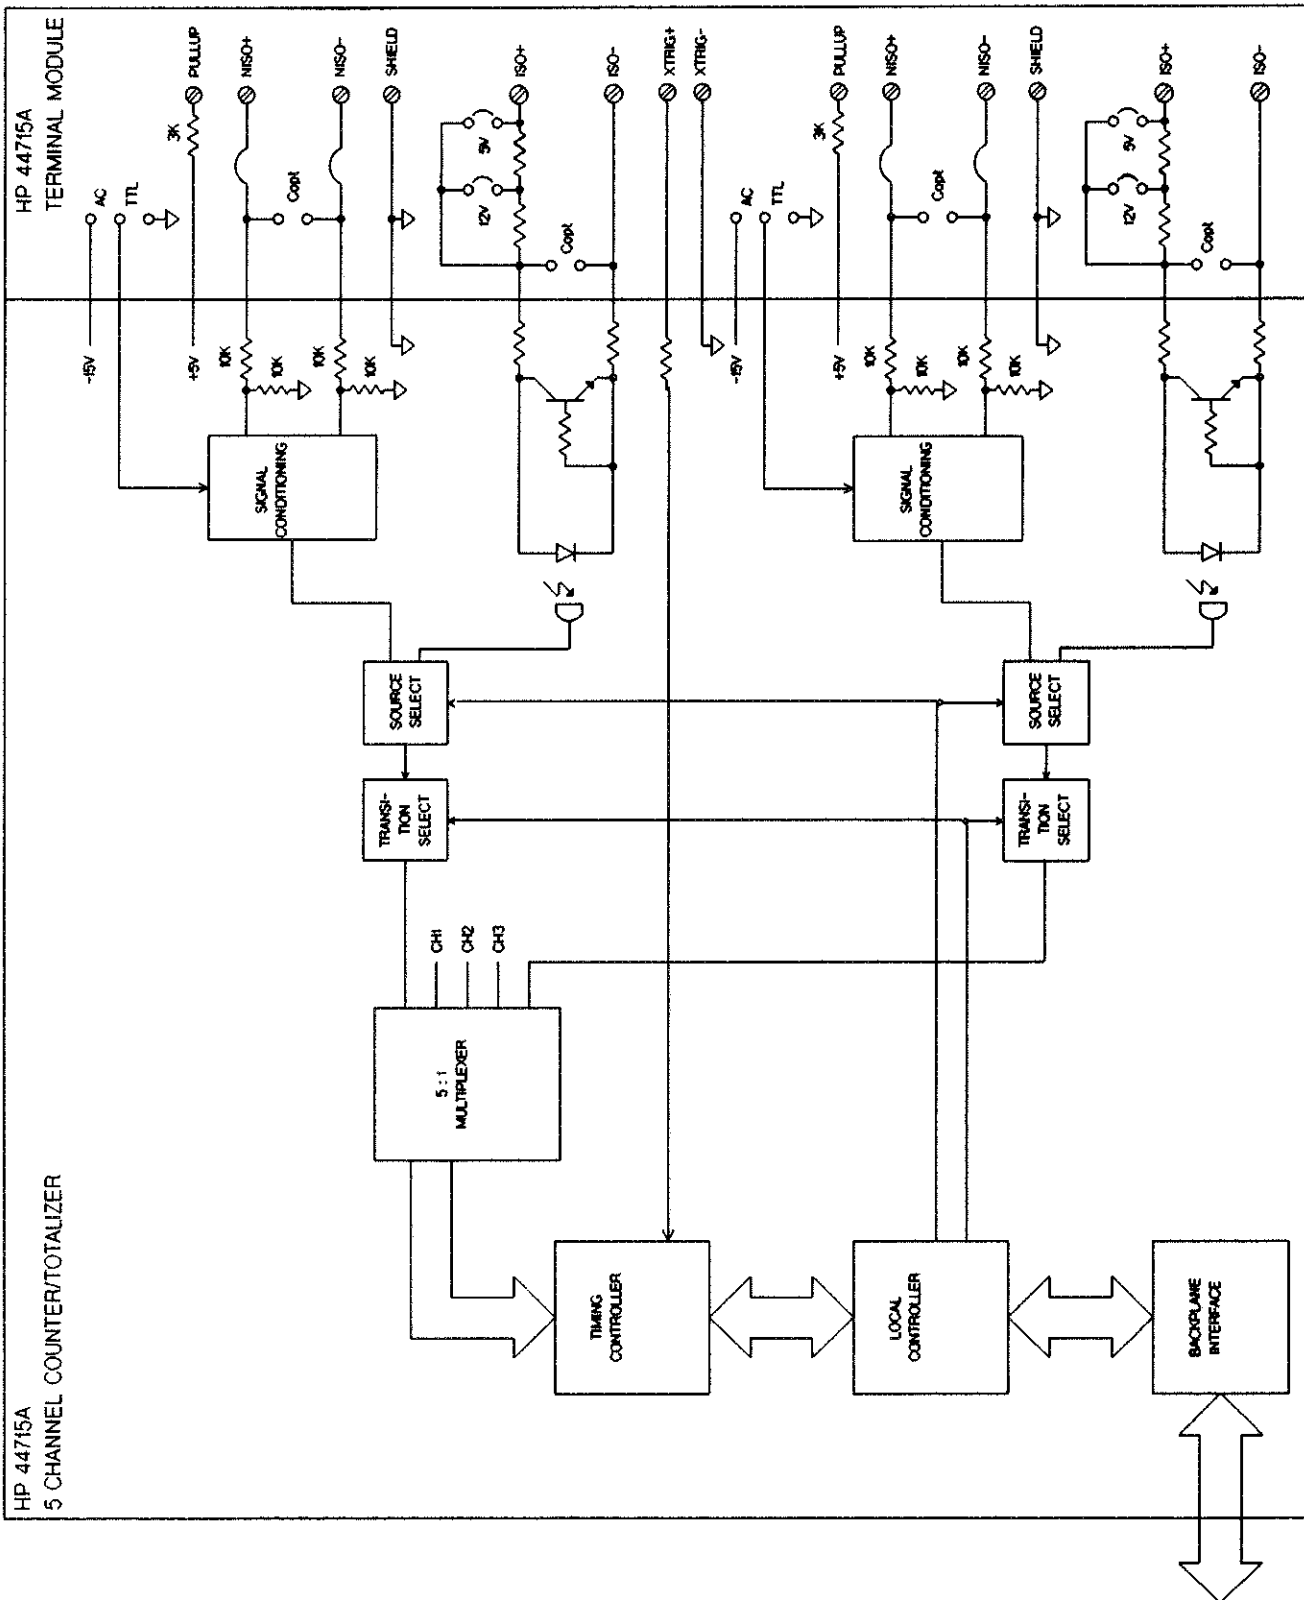 HP 44715A
5 CHANNEL COUNTER/TOTALIZER
HP 44715A
TERMINAL MODULE
-15V
AC
TTL
+5V
3K
PULLUP
10K
10K
NISO+
Copt
10K
10K
NISO-
SHIELD
SIGNAL
CONDITIONING
12V
5V
ISO+
Copt
ISO-
XTRIG+
XTRIG-
SOURCE
SELECT
TRANSI-
TION
SELECT
CH1
CH2
CH3
5 : 1
MULTIPLEXER
TIMING
CONTROLLER
LOCAL
CONTROLLER
BACKPLANE
INTERFACE
-15V
AC
TTL
+5V
3K
PULLUP
10K
10K
NISO+
Copt
10K
10K
NISO-
SHIELD
SIGNAL
CONDITIONING
12V
5V
ISO+
Copt
ISO-
SOURCE
SELECT
TRANSI-
TION
SELECT